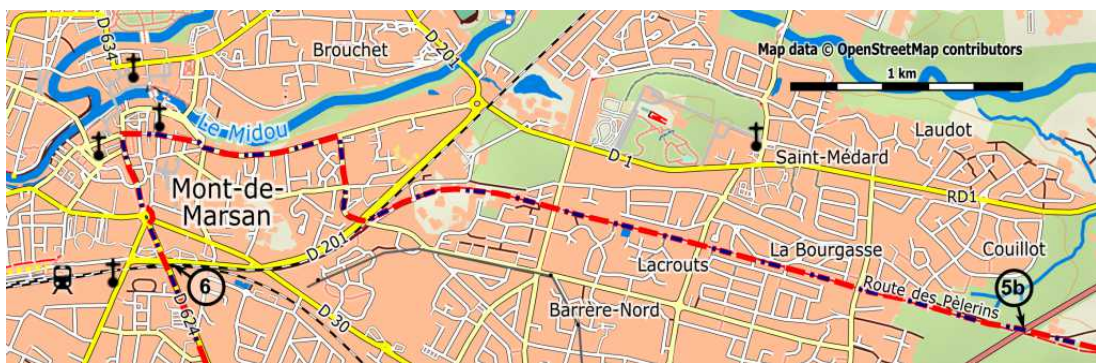 D 634
Brouchet
D 201
Map data © OpenStreetMap contributors
1 km
Le Midou
Laudot
D 1
Saint-Médard
Mont-de-
Marsan
RD1
D 201
La Bourgasse
Couillot
Lacrouts
6
Route des Pèlerins
5b
D 624
D 30
Barrère-Nord